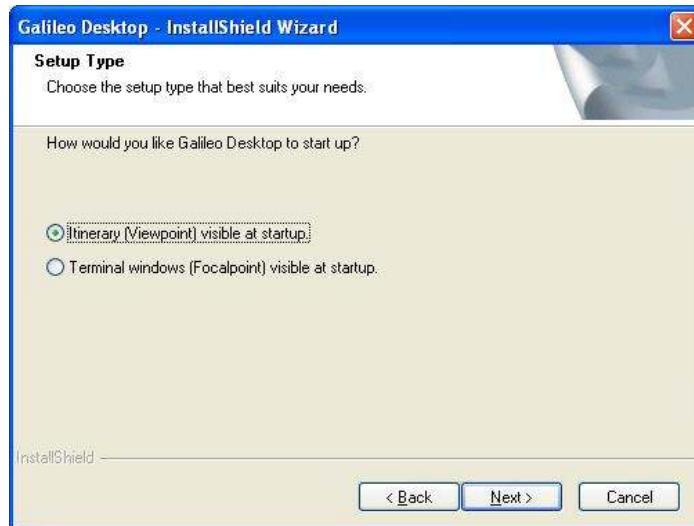 Galileo Desktop - InstallShield Wizard
Setup Type
Choose the setup type that best suits your needs.
How would you like Galileo Desktop to start up?
Itinerary (Viewpoint) visible at startup.
Terminal windows (Focalpoint) visible at startup.
InstallShield
< Back Next > Cancel